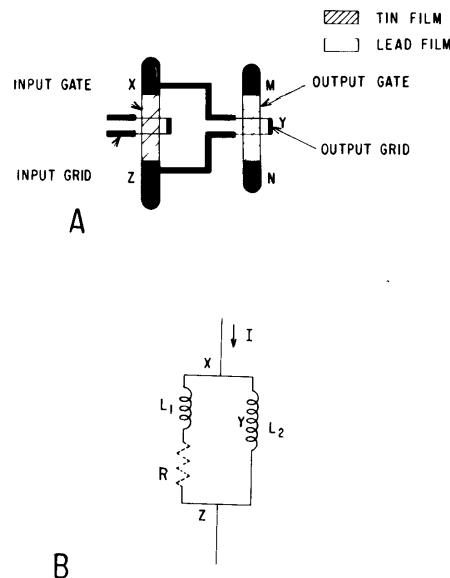 TIN FILM
LEAD FILM
INPUT GATE
X
M
OUTPUT GATE
Y
OUTPUT GRID
INPUT GRID
Z
N
A
I
X
L1
Y
L2
R
Z
B